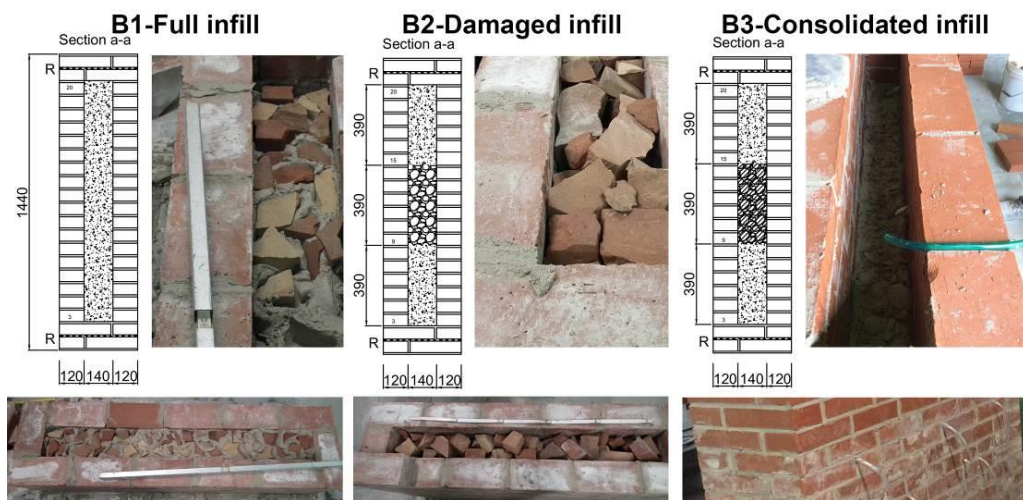 B1-Full infill
Section a-a
R
20
1440
3
R
120 140 120
B2-Damaged infill
Section a-a
R
20
390
15
390
9
390
3
R
120 140 120
B3-Consolidated infill
Section a-a
R
20
390
15
390
9
390
3
R
120 140 120